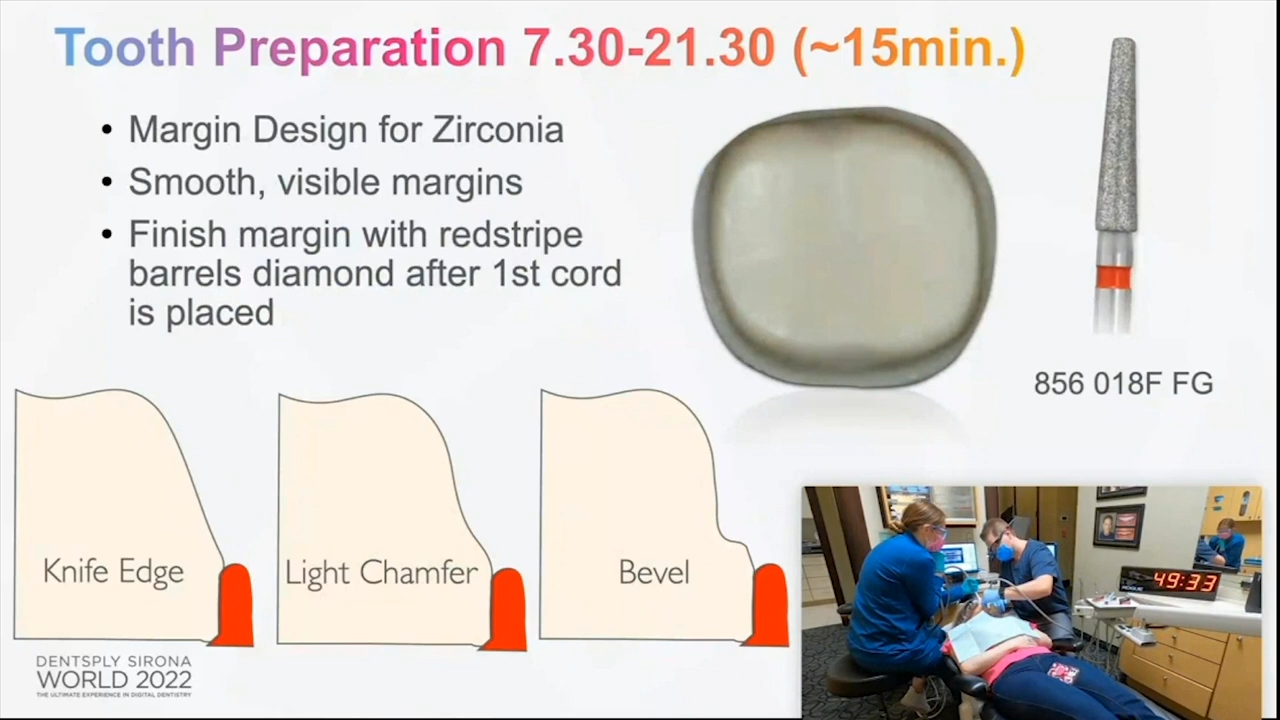 Tooth Preparation 7.30-21.30 (~15min.)
• Margin Design for Zirconia
• Smooth, visible margins
• Finish margin with redstripe
barrels diamond after 1st cord
is placed
856 018F FG
Knife Edge
Light Chamfer
Bevel
49:33
DENTSPLY SIRONA
WORLD 2022
THE ULTIMATE EXPERIENCE IN DIGITAL DENTISTRY